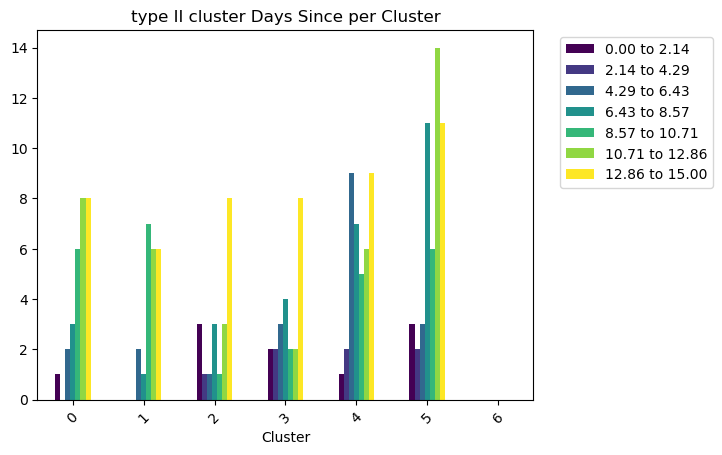 type II cluster Days Since per Cluster
14
12
10
8
6
4
2
0
0 1 2 3 4 5 6
Cluster
0.00 to 2.14
2.14 to 4.29
4.29 to 6.43
6.43 to 8.57
8.57 to 10.71
10.71 to 12.86
12.86 to 15.00